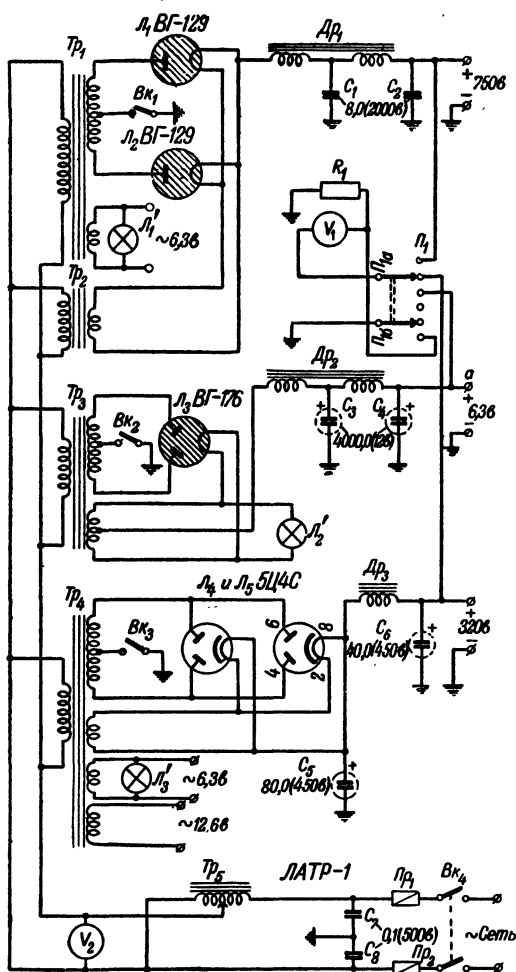 Л₁ ВГ-129
Др₁
Тр₁
+
750в
–
С₁
8,0(2000в)
С₂
Вк₁
Л₂ ВГ-129
R₁
V₁
П₁
П₁а
П₁б
Л₁'
~6,3в
Тр₂
Др₂
а
+
6,3в
–
Тр₃
Л₃ ВГ-176
Вк₂
+
С₃
С₄
+
4000,0(12в)
Л₂'
Л₄ и Л₅ 5Ц4С
Др₃
Тр₄
6
8
4
2
Вк₃
+
320в
–
С₆
+
40,0(450в)
С₅
+
80,0(450в)
Л₃'
~6,3в
~12,6в
Тр₅
ЛАТР-1
Пр₁
Вк₄
V₂
С₇
0,1(500в)
С₈
Пр₂
~Сеть